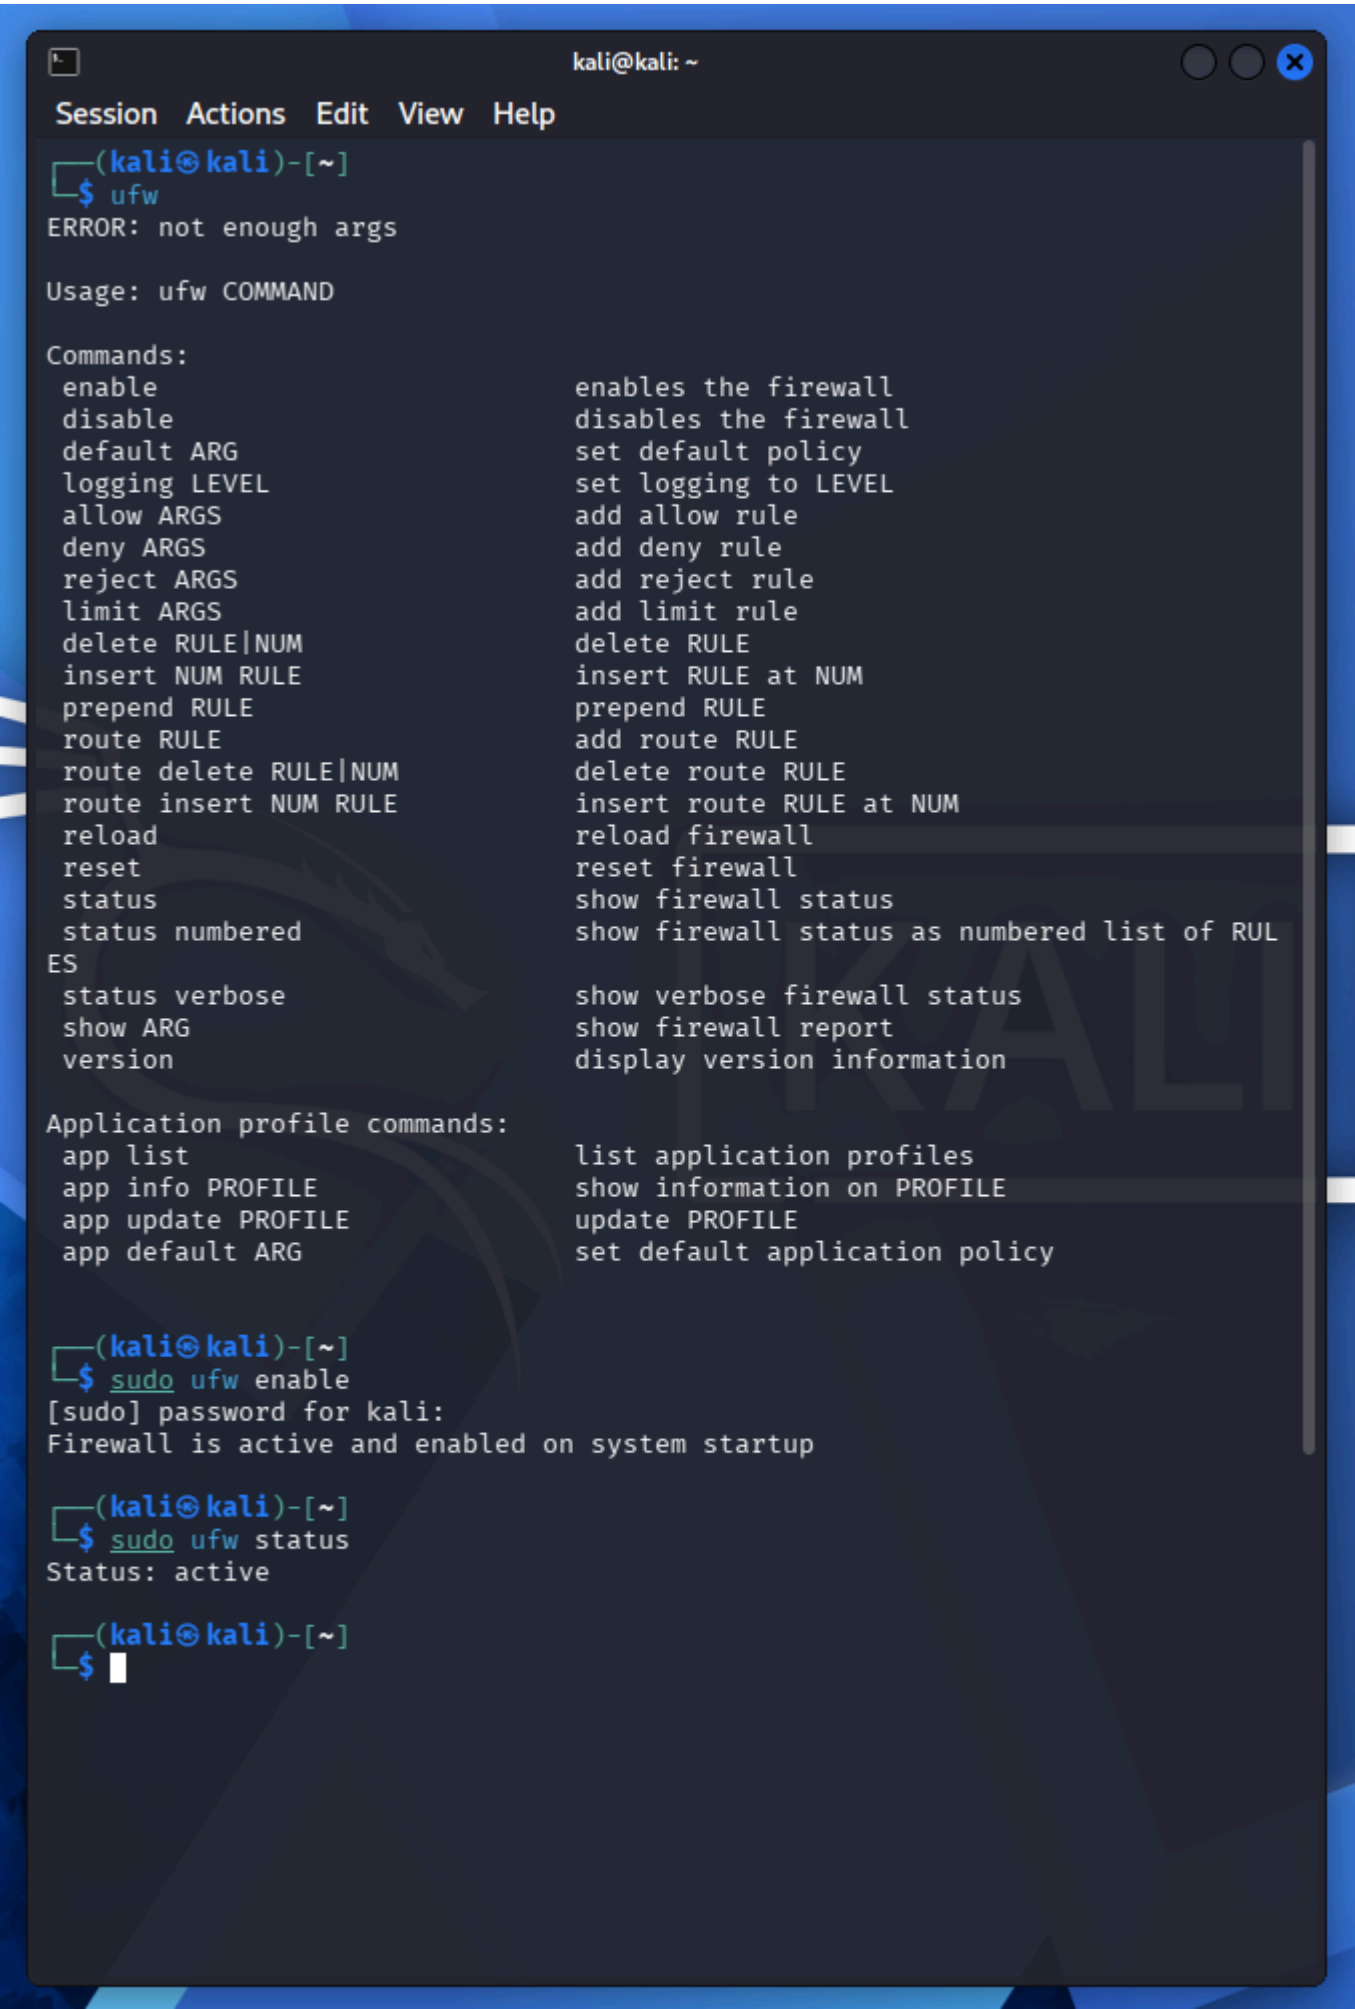 kali@kali: ~
Session Actions Edit View Help
┌──(kali㉿kali)-[~]
└─$ ufw
ERROR: not enough args

Usage: ufw COMMAND

Commands:
 enable                          enables the firewall
 disable                         disables the firewall
 default ARG                     set default policy
 logging LEVEL                   set logging to LEVEL
 allow ARGS                      add allow rule
 deny ARGS                       add deny rule
 reject ARGS                     add reject rule
 limit ARGS                      add limit rule
 delete RULE|NUM                 delete RULE
 insert NUM RULE                 insert RULE at NUM
 prepend RULE                    prepend RULE
 route RULE                      add route RULE
 route delete RULE|NUM           delete route RULE
 route insert NUM RULE           insert route RULE at NUM
 reload                          reload firewall
 reset                           reset firewall
 status                          show firewall status
 status numbered                 show firewall status as numbered list of RUL
ES
 status verbose                  show verbose firewall status
 show ARG                        show firewall report
 version                         display version information

Application profile commands:
 app list                        list application profiles
 app info PROFILE                show information on PROFILE
 app update PROFILE              update PROFILE
 app default ARG                 set default application policy

┌──(kali㉿kali)-[~]
└─$ sudo ufw enable
[sudo] password for kali:
Firewall is active and enabled on system startup

┌──(kali㉿kali)-[~]
└─$ sudo ufw status
Status: active

┌──(kali㉿kali)-[~]
└─$
KALI